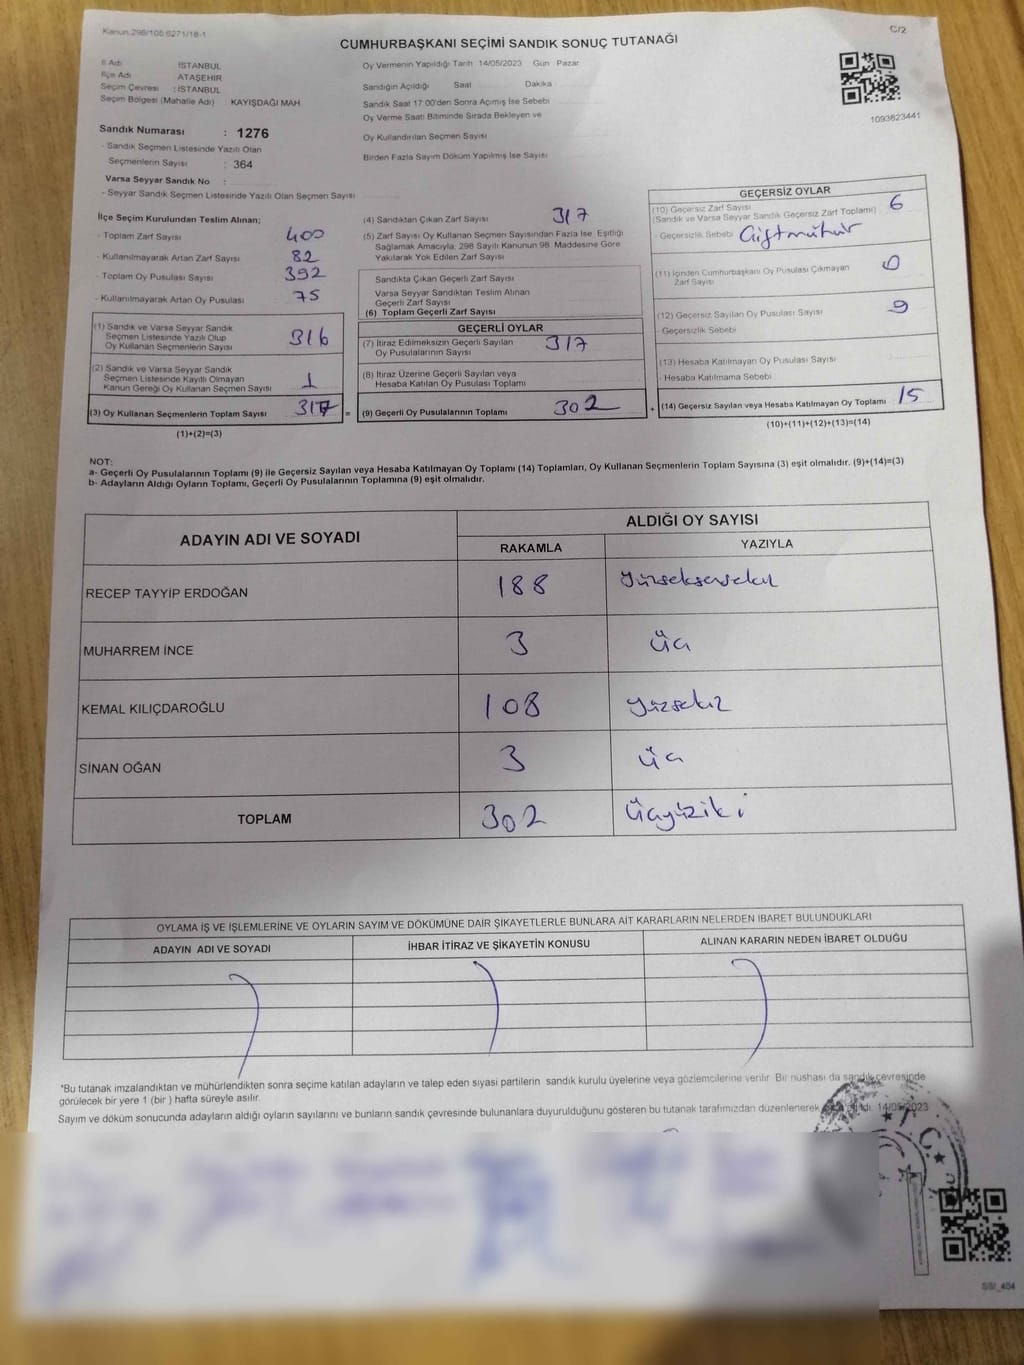 Kanun.298/105 6271/18-1
C/2
CUMHURBAŞKANI SEÇİMİ SANDIK SONUÇ TUTANAĞI
İl Adı İSTANBUL
İlçe Adı ATAŞEHİR
Seçim Çevresi : İSTANBUL
Seçim Bölgesi (Mahalle Adı) KAYIŞDAĞI MAH
Oy Vermenin Yapıldığı Tarih 14/05/2023 Gün Pazar
Sandığın Açıldığı Saat Dakika
Sandık Saat 17:00'den Sonra Açımış İse Sebebi
Oy Verme Saati Bitiminde Sırada Bekleyen ve
Oy Kullandırılan Seçmen Sayısı
Birden Fazla Sayım Döküm Yapılmış İse Sayısı
1093823441
Sandık Numarası : 1276
- Sandık Seçmen Listesinde Yazılı Olan
Seçmenlerin Sayısı : 364
Varsa Seyyar Sandık No :
- Seyyar Sandık Seçmen Listesinde Yazılı Olan Seçmen Sayısı
İlçe Seçim Kurulundan Teslim Alınan;
- Toplam Zarf Sayısı 400
- Kullanılmayarak Artan Zarf Sayısı 82
- Toplam Oy Pusulası Sayısı 392
- Kullanılmayarak Artan Oy Pusulası 75
(1) Sandık ve Varsa Seyyar Sandık
Seçmen Listesinde Yazılı Olup
Oy Kullanan Seçmenlerin Sayısı 316
(2) Sandık ve Varsa Seyyar Sandık
Seçmen Listesinde Kayıtlı Olmayan
Kanun Gereği Oy Kullanan Seçmen Sayısı 1
(3) Oy Kullanan Seçmenlerin Toplam Sayısı 317 =
(1)+(2)=(3)
(4) Sandıktan Çıkan Zarf Sayısı 317
(5) Zarf Sayısı Oy Kullanan Seçmen Sayısından Fazla İse, Eşitliği
Sağlamak Amacıyla, 298 Sayılı Kanunun 98. Maddesine Göre
Yakılarak Yok Edilen Zarf Sayısı
Sandıkta Çıkan Geçerli Zarf Sayısı
Varsa Seyyar Sandıktan Teslim Alınan
Geçerli Zarf Sayısı
(6) Toplam Geçerli Zarf Sayısı
GEÇERLİ OYLAR
(7) İtiraz Edilmeksizin Geçerli Sayılan
Oy Pusulalarının Sayısı 317
(8) İtiraz Üzerine Geçerli Sayılan veya
Hesaba Katılan Oy Pusulası Toplamı
(9) Geçerli Oy Pusulalarının Toplamı 302 +
GEÇERSİZ OYLAR
(10) Geçersiz Zarf Sayısı
(Sandık ve Varsa Seyyar Sandık Geçersiz Zarf Toplamı) 6
- Geçersizlik Sebebi Çiftmühür
(11) İçinden Cumhurbaşkanı Oy Pusulası Çıkmayan
Zarf Sayısı 0
(12) Geçersiz Sayılan Oy Pusulası Sayısı 9
- Geçersizlik Sebebi
(13) Hesaba Katılmayan Oy Pusulası Sayısı
- Hesaba Katılmama Sebebi
(14) Geçersiz Sayılan veya Hesaba Katılmayan Oy Toplamı 15
(10)+(11)+(12)+(13)=(14)
NOT:
a- Geçerli Oy Pusulalarının Toplamı (9) ile Geçersiz Sayılan veya Hesaba Katılmayan Oy Toplamı (14) Toplamları, Oy Kullanan Seçmenlerin Toplam Sayısına (3) eşit olmalıdır. (9)+(14)=(3)
b- Adayların Aldığı Oyların Toplamı, Geçerli Oy Pusulalarının Toplamına (9) eşit olmalıdır.
ADAYIN ADI VE SOYADI
ALDIĞI OY SAYISI
RAKAMLA YAZIYLA
RECEP TAYYİP ERDOĞAN 188 yüzseksensekiz
MUHARREM İNCE 3 üç
KEMAL KILIÇDAROĞLU 108 yüzsekiz
SİNAN OĞAN 3 üç
TOPLAM 302 üçyüziki
OYLAMA İŞ VE İŞLEMLERİNE VE OYLARIN SAYIM VE DÖKÜMÜNE DAİR ŞİKAYETLERLE BUNLARA AİT KARARLARIN NELERDEN İBARET BULUNDUKLARI
ADAYIN ADI VE SOYADI İHBAR İTİRAZ VE ŞİKAYETİN KONUSU ALINAN KARARIN NEDEN İBARET OLDUĞU
*Bu tutanak imzalandıktan ve mühürlendikten sonra seçime katılan adayların ve talep eden siyasi partilerin sandık kurulu üyelerine veya gözlemcilerine verilir. Bir nüshası da sandık çevresinde
görülecek bir yere 1 (bir ) hafta süreyle asılır.
Sayım ve döküm sonucunda adayların aldığı oyların sayılarını ve bunların sandık çevresinde bulunanlara duyurulduğunu gösteren bu tutanak tarafımızdan düzenlenerek 14/05/2023
T.C.
SSİ_404